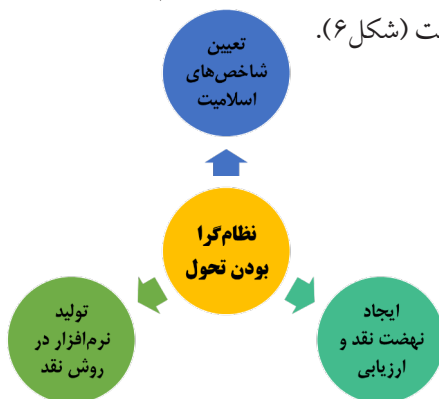 ت (شکل۶).
تعیین
شاخص‌های
اسلامیت
نظام‌گرا
بودن تحول
ایجاد
نهضت نقد و
ارزیابی
تولید
نرم‌افزار در
روش نقد